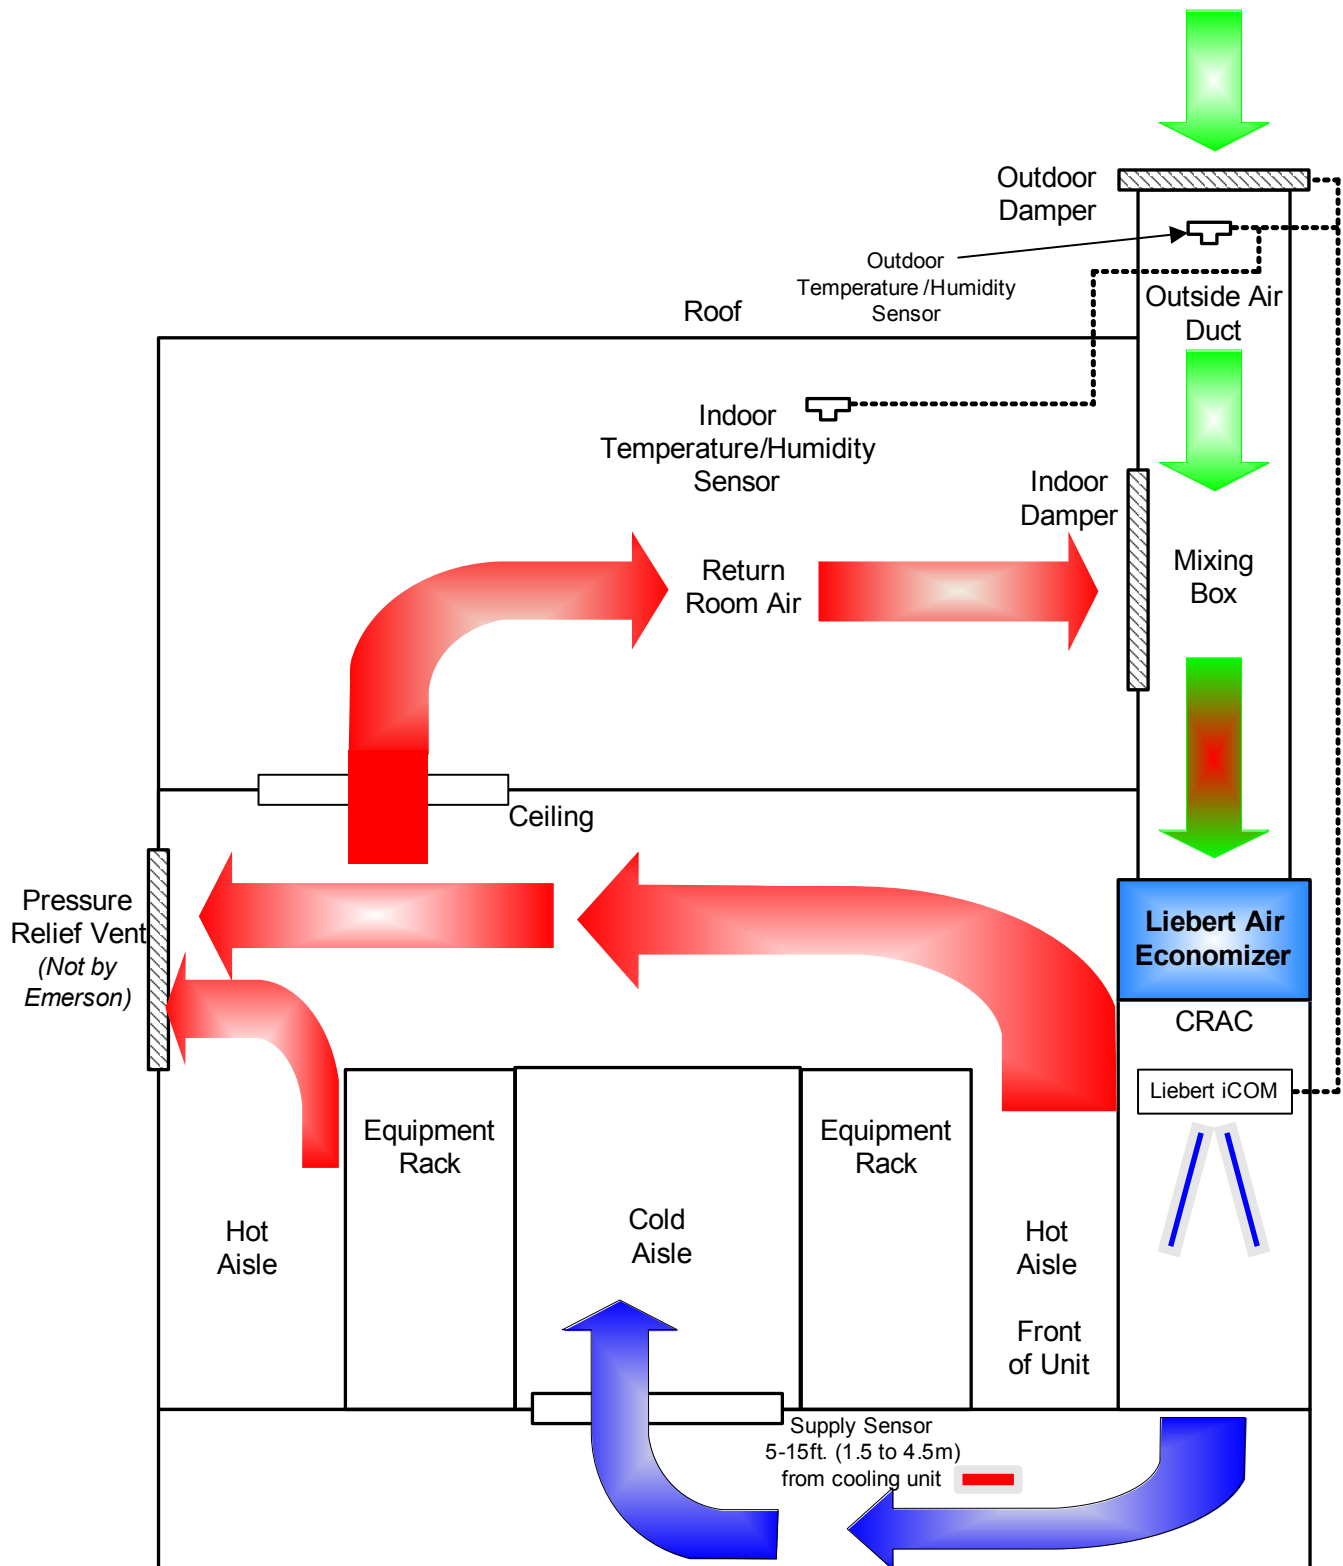 Outdoor
Damper
Outdoor
Temperature /Humidity
Sensor
Outside Air
Duct
Roof
Indoor
Temperature/Humidity
Sensor
Indoor
Damper
Return
Room Air
Mixing
Box
Ceiling
Pressure
Relief Vent
(Not by
Emerson)
Liebert Air
Economizer
CRAC
Liebert iCOM
Equipment
Rack
Equipment
Rack
Hot
Aisle
Cold
Aisle
Hot
Aisle
Front
of Unit
Supply Sensor
5-15ft. (1.5 to 4.5m)
from cooling unit